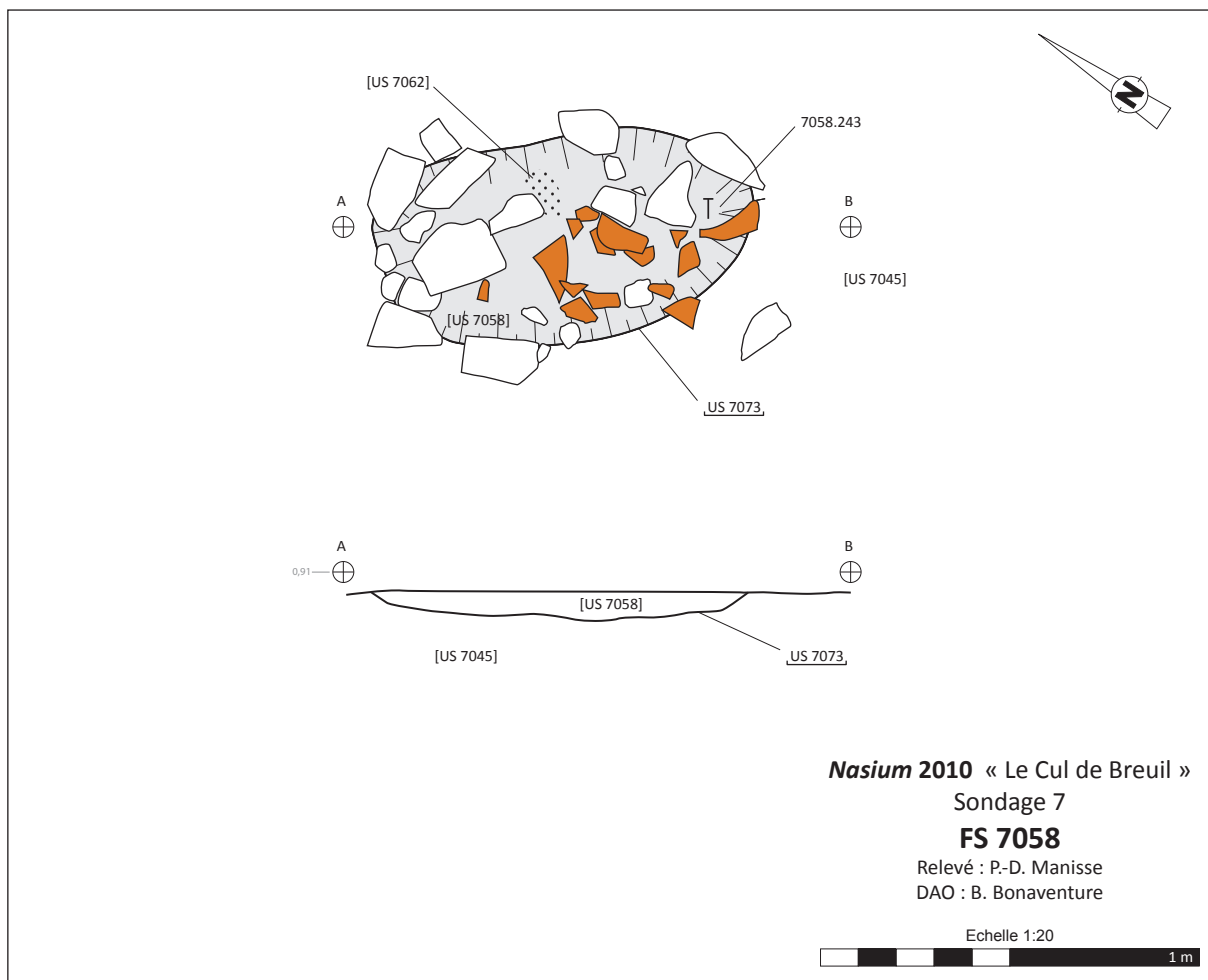 [US 7062]
N
7058.243
A
B
[US 7045]
[US 7058]
US 7073
A
B
0,91
[US 7058]
[US 7045]
US 7073
Nasium 2010 « Le Cul de Breuil »
Sondage 7
FS 7058
Relevé : P.-D. Manisse
DAO : B. Bonaventure
Echelle 1:20
1 m